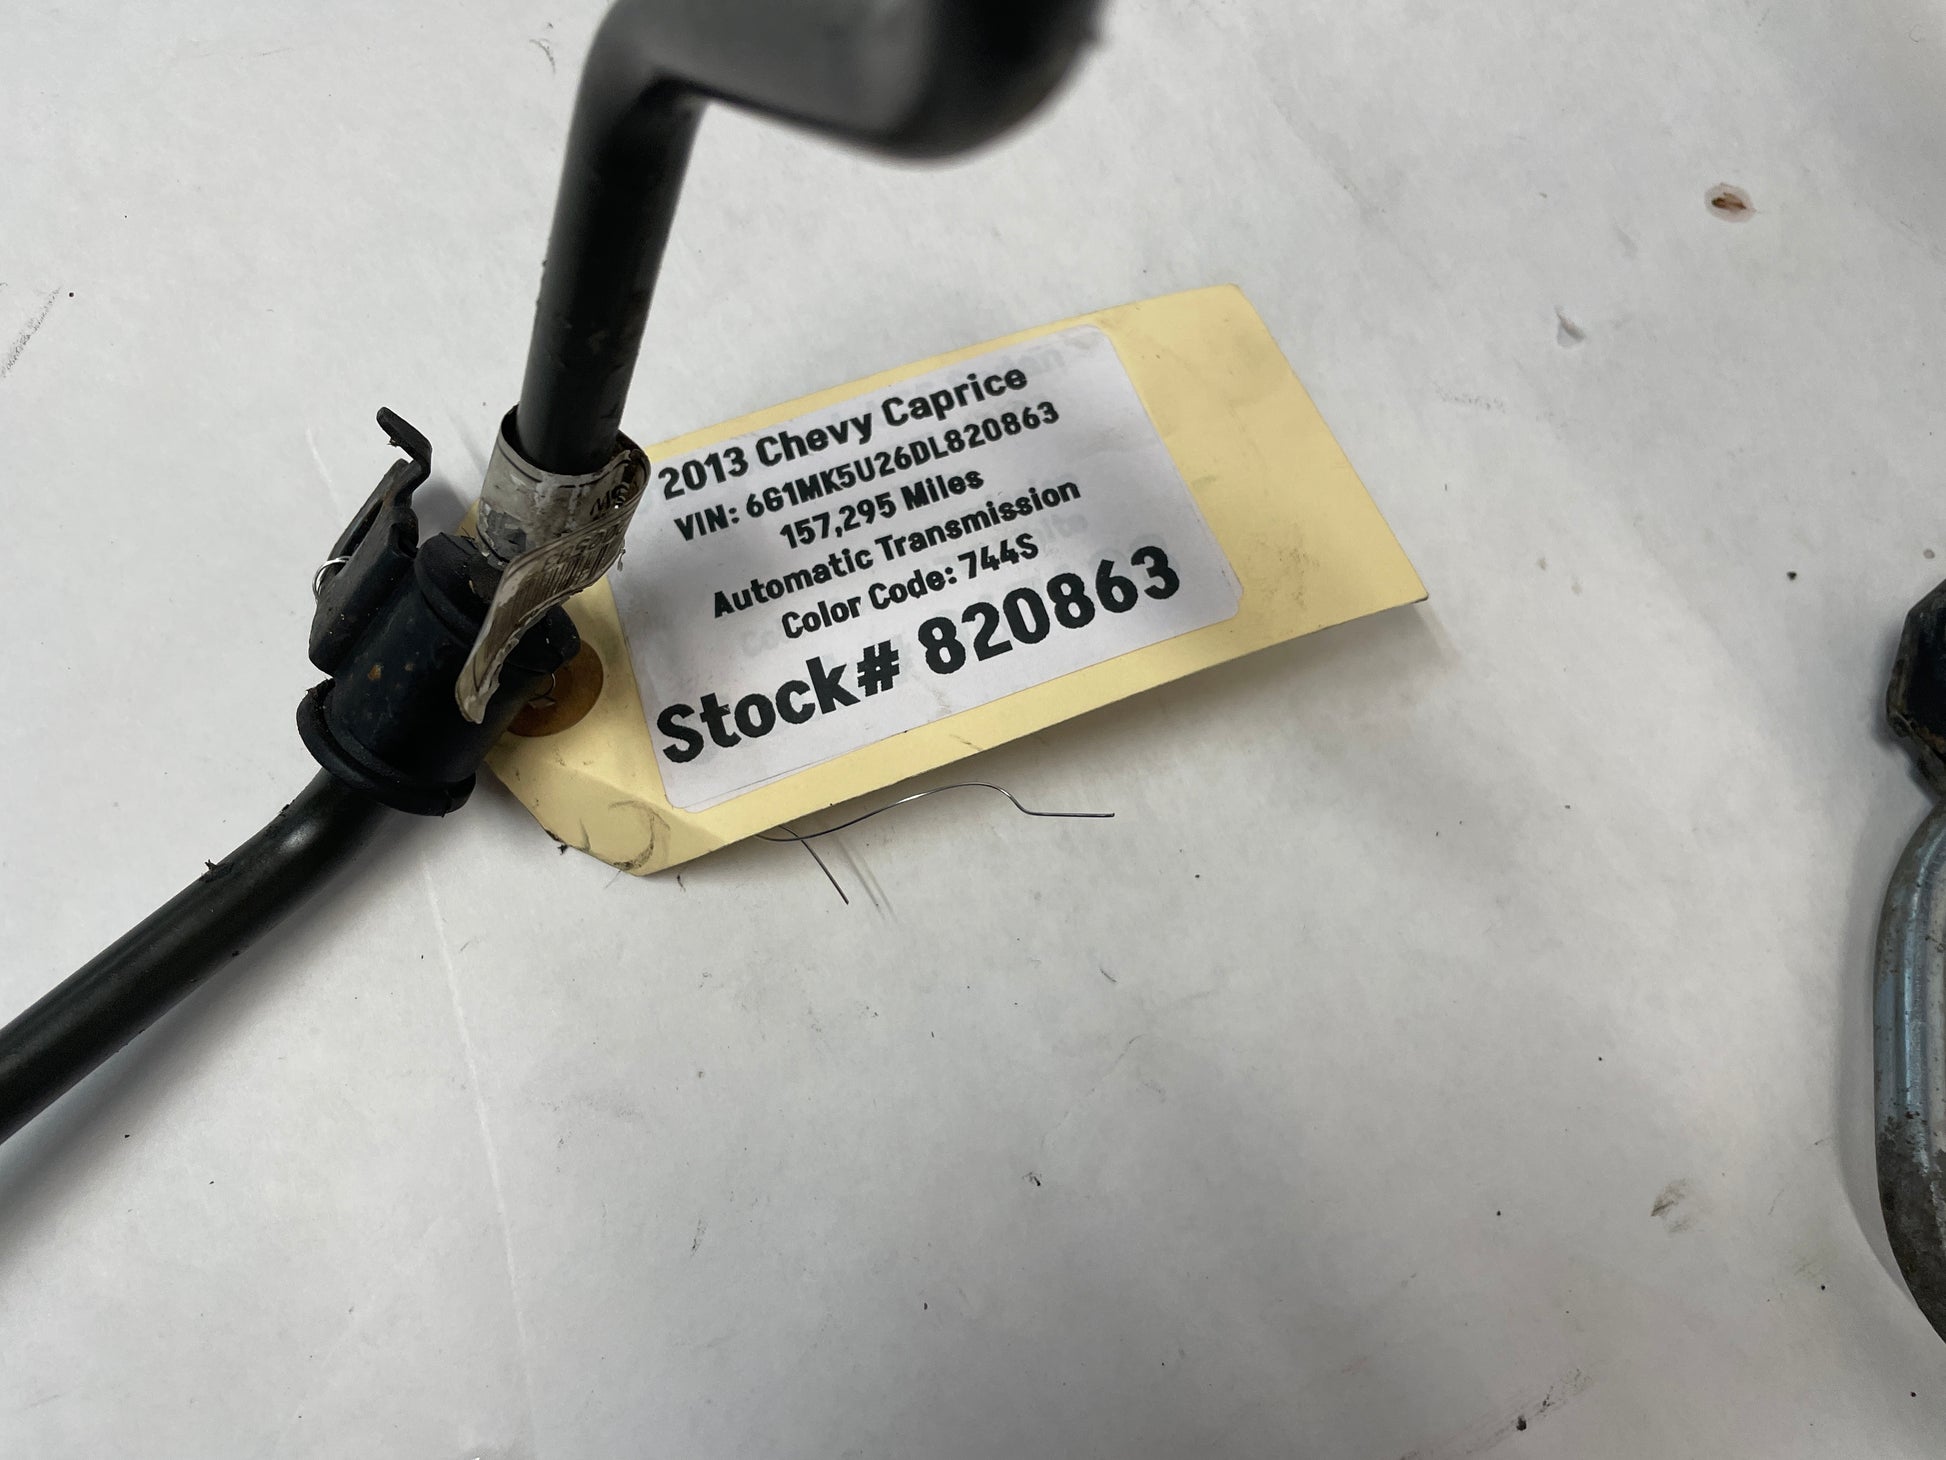 2013 Chevy Caprice
VIN: 6G1MK5U26DL820863
157,295 Miles
Automatic Transmission
Color Code: 744S
Stock# 820863